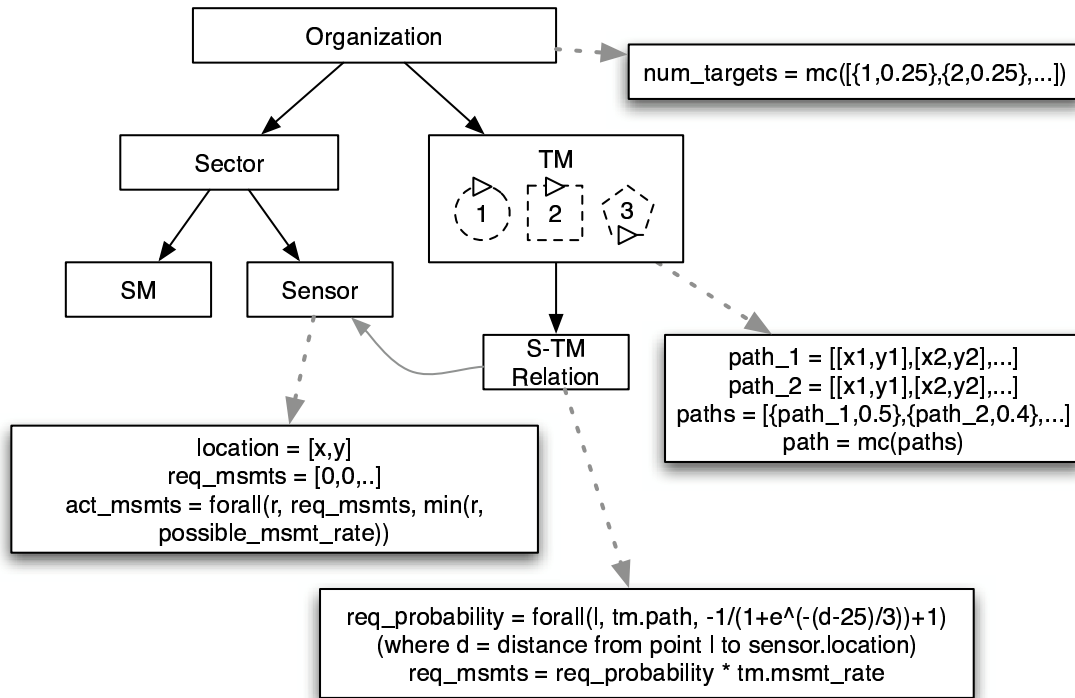 Organization
num_targets = mc([{1,0.25},{2,0.25},...])
Sector
TM
1
2
3
SM
Sensor
S-TM
Relation
path_1 = [[x1,y1],[x2,y2],...]
path_2 = [[x1,y1],[x2,y2],...]
paths = [{path_1,0.5},{path_2,0.4},...]
path = mc(paths)
location = [x,y]
req_msmts = [0,0,..]
act_msmts = forall(r, req_msmts, min(r,
possible_msmt_rate))
req_probability = forall(l, tm.path, -1/(1+e^(-(d-25)/3))+1)
(where d = distance from point l to sensor.location)
req_msmts = req_probability * tm.msmt_rate